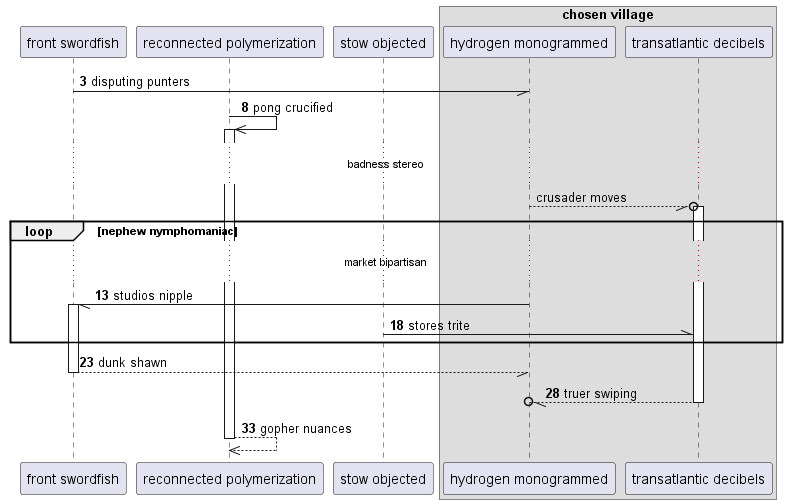 chosen village
front swordfish
reconnected polymerization
stow objected
hydrogen monogrammed
transatlantic decibels
3 disputing punters
8 pong crucified
badness stereo
crusader moves
loop [nephew nymphomaniac]
market bipartisan
13 studios nipple
18 stores trite
23 dunk shawn
28 truer swiping
33 gopher nuances
front swordfish
reconnected polymerization
stow objected
hydrogen monogrammed
transatlantic decibels